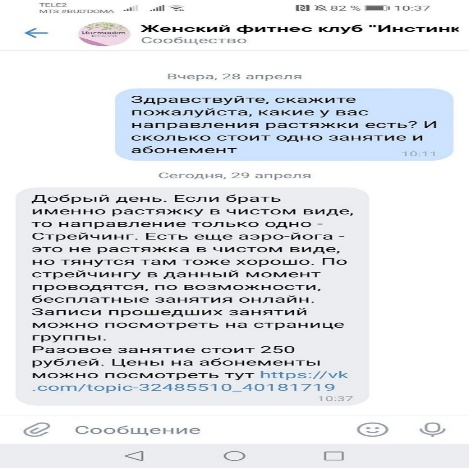 TELE2
MTS #BUDDOMA
82 %
10:37
Женский фитнес клуб "Инстинк
Сообщество
Вчера, 28 апреля
Здравствуйте, скажите
пожалуйста, какие у вас
направления растяжки есть? И
сколько стоит одно занятие и
абонемент
10:11
Сегодня, 29 апреля
Добрый день. Если брать
именно растяжку в чистом виде,
то направление только одно -
Стрейчинг. Есть еще аэро-йога -
это не растяжка в чистом виде,
но тянутся там тоже хорошо. По
стрейчингу в данный момент
проводятся, по возможности,
бесплатные занятия онлайн.
Записи прошедших занятий
можно посмотреть на странице
группы.
Разовое занятие стоит 250
рублей. Цены на абонементы
можно посмотреть тут https://vk
.com/topic-32485510_40181719
10:37
Сообщение